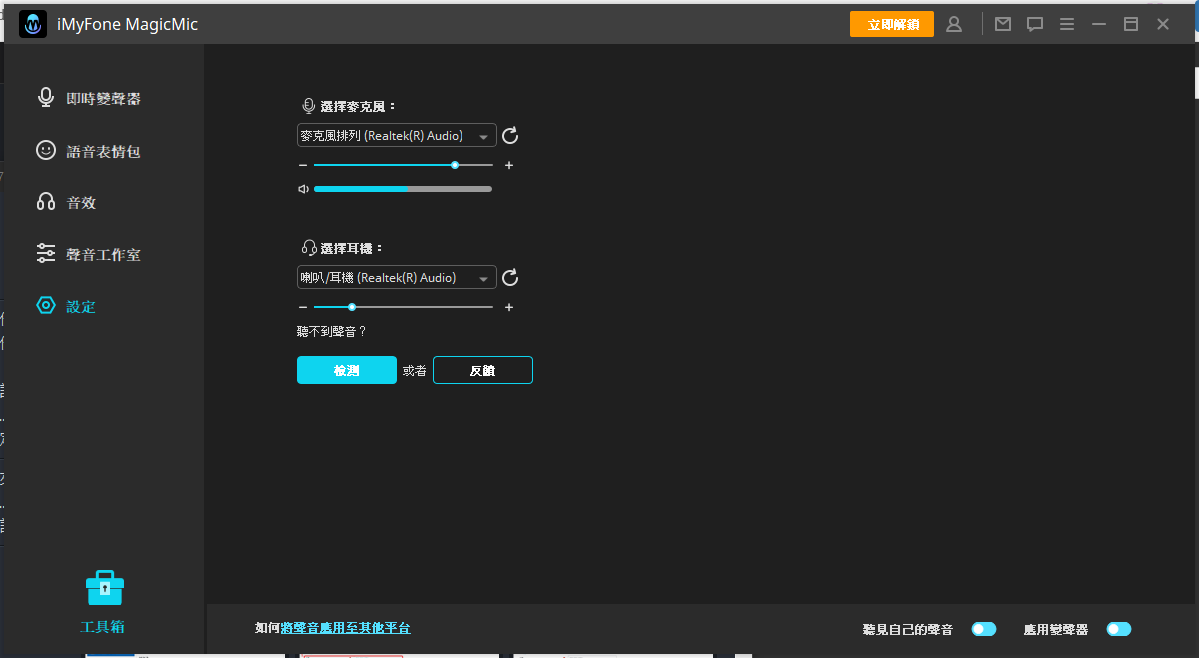 iMyFone MagicMic
立即解鎖
即時變聲器
語音表情包
音效
聲音工作室
設定
工具箱
選擇麥克風：
麥克風排列 (Realtek(R) Audio)
選擇耳機：
喇叭/耳機 (Realtek(R) Audio)
聽不到聲音？
檢測 或者 反饋
如何將聲音應用至其他平台
聽見自己的聲音
應用變聲器